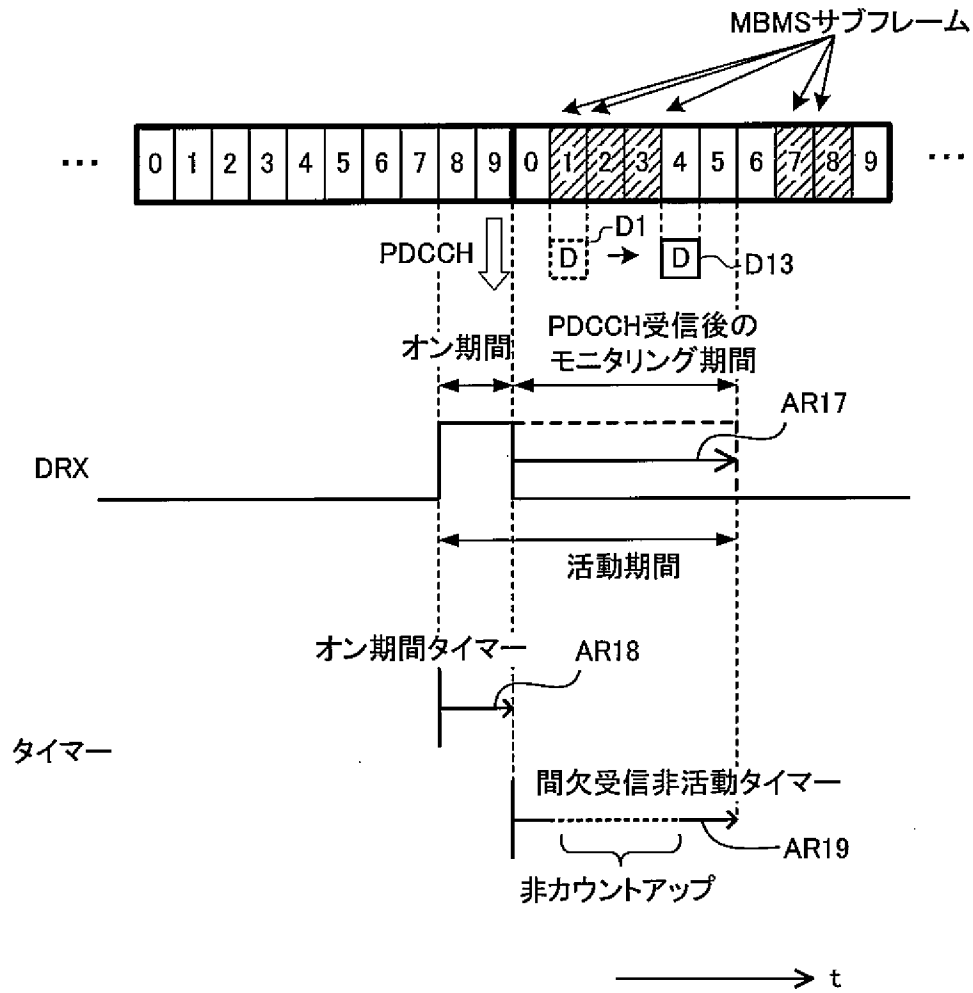 MBMSサブフレーム
... 0 1 2 3 4 5 6 7 8 9 0 1 2 3 4 5 6 7 8 9 ...
PDCCH
D
D1
D
D13
オン期間
PDCCH受信後の
モニタリング期間
AR17
DRX
活動期間
オン期間タイマー
AR18
タイマー
間欠受信非活動タイマー
AR19
非カウントアップ
t